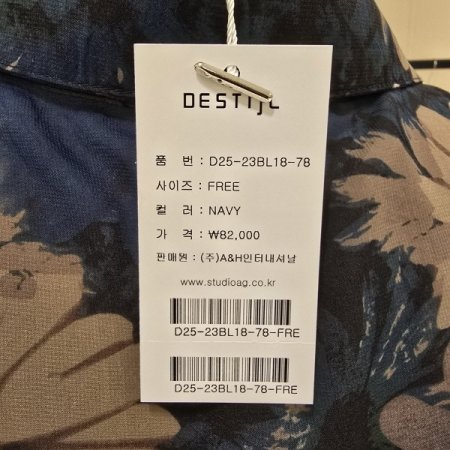 DESTIJL
품 번 : D25-23BL18-78
사이즈 : FREE
컬 러 : NAVY
가 격 : ₩82,000
판매원 : (주)A&H인터내셔날
www.studioag.co.kr
D25-23BL18-78-FRE
D25-23BL18-78-FRE